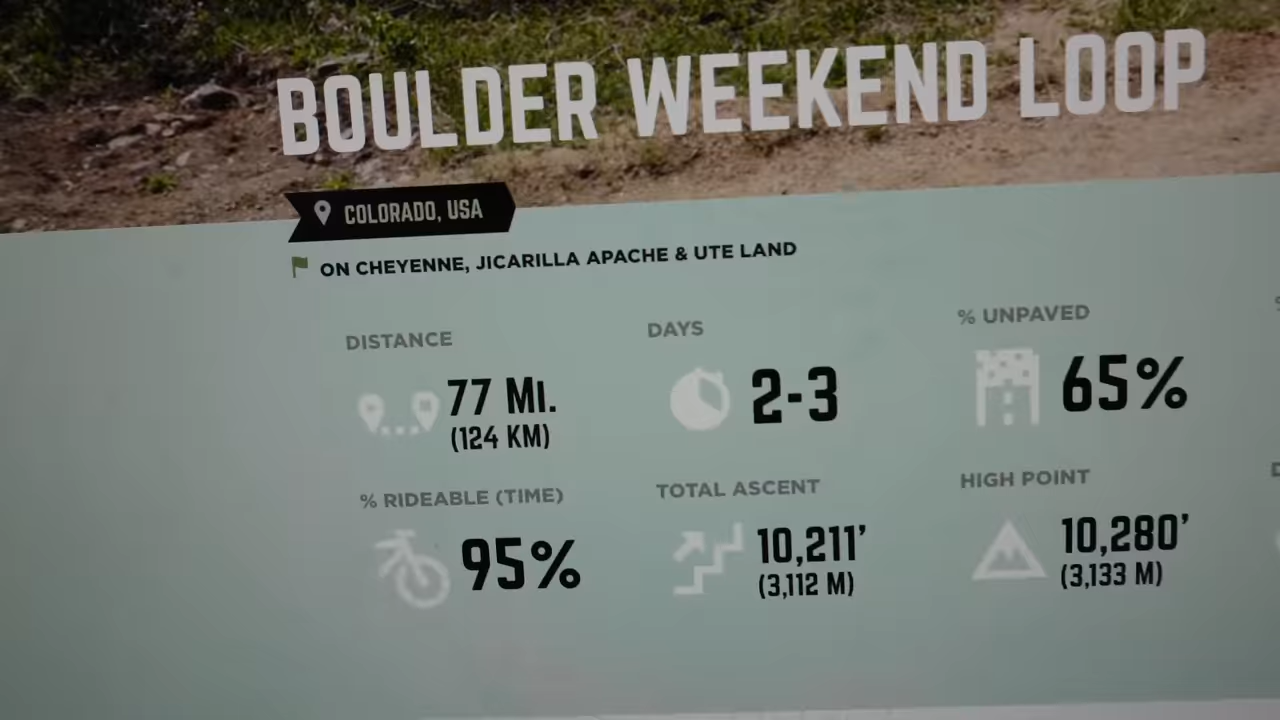 BOULDER WEEKEND LOOP
COLORADO, USA
ON CHEYENNE, JICARILLA APACHE & UTE LAND
DISTANCE
77 MI.
(124 KM)
DAYS
2-3
% UNPAVED
65%
% RIDEABLE (TIME)
95%
TOTAL ASCENT
10,211'
(3,112 M)
HIGH POINT
10,280'
(3,133 M)